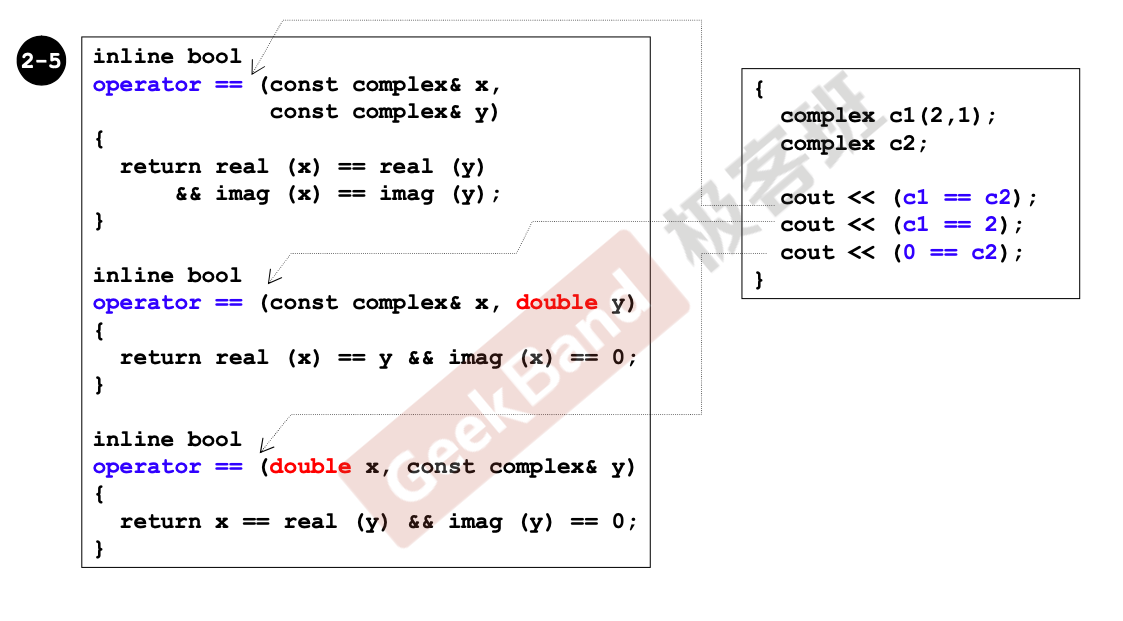 2-5
inline bool
operator == (const complex& x,
const complex& y)
{
return real (x) == real (y)
&& imag (x) == imag (y);
}
inline bool
operator == (const complex& x, double y)
{
return real (x) == y && imag (x) == 0;
}
inline bool
operator == (double x, const complex& y)
{
return x == real (y) && imag (y) == 0;
}
{
complex c1(2,1);
complex c2;
cout << (c1 == c2);
cout << (c1 == 2);
cout << (0 == c2);
}
GeekBand
极客班